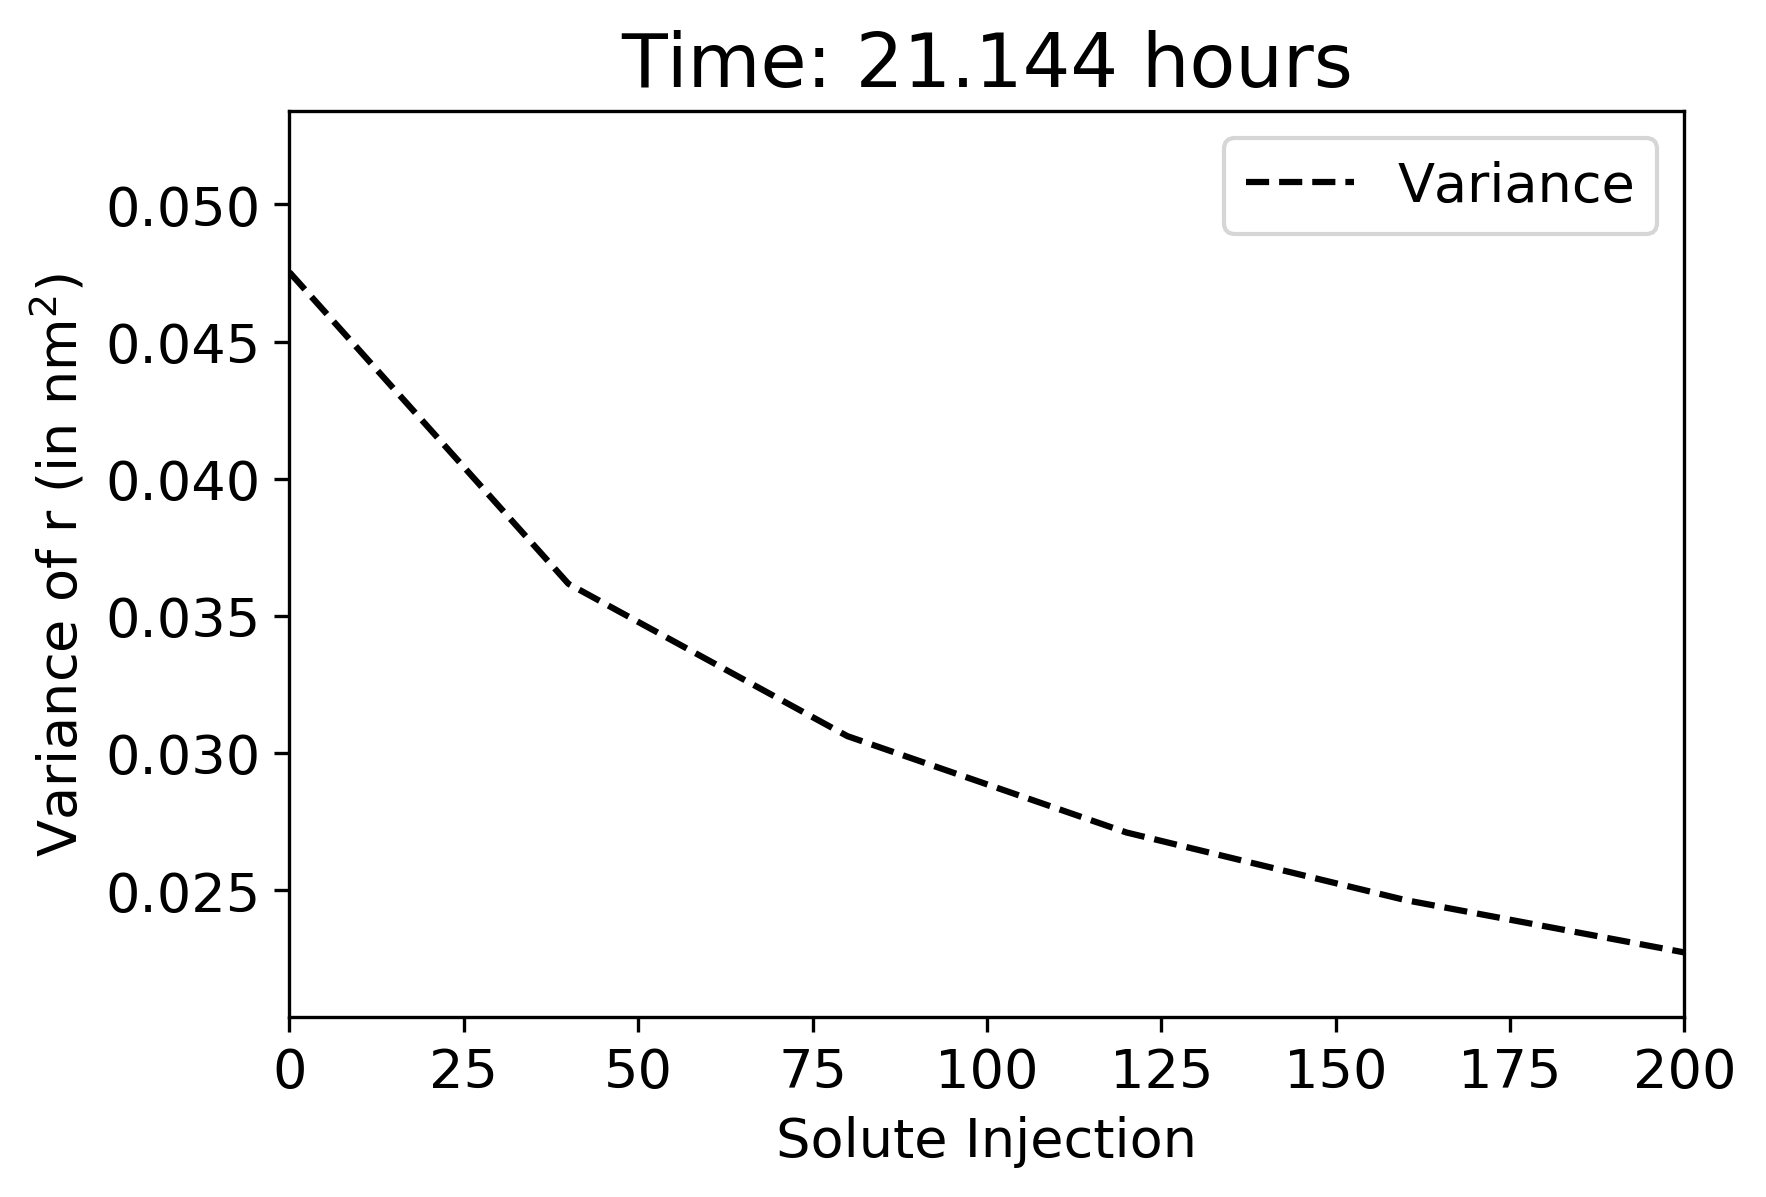 Time: 21.144 hours
Variance
Variance of r (in nm²)
0.050
0.045
0.040
0.035
0.030
0.025
0 25 50 75 100 125 150 175 200
Solute Injection